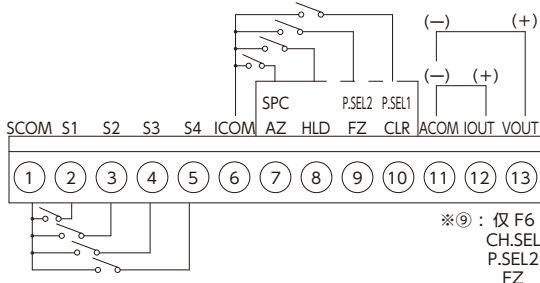 (—) (+)
(—) (+)
SPC P.SEL2 P.SEL1
SCOM S1 S2 S3 S4 ICOM AZ HLD FZ CLR ACOM IOUT VOUT
1 2 3 4 5 6 7 8 9 10 11 12 13
※⑨：仅 F6
CH.SEL
P.SEL2
FZ